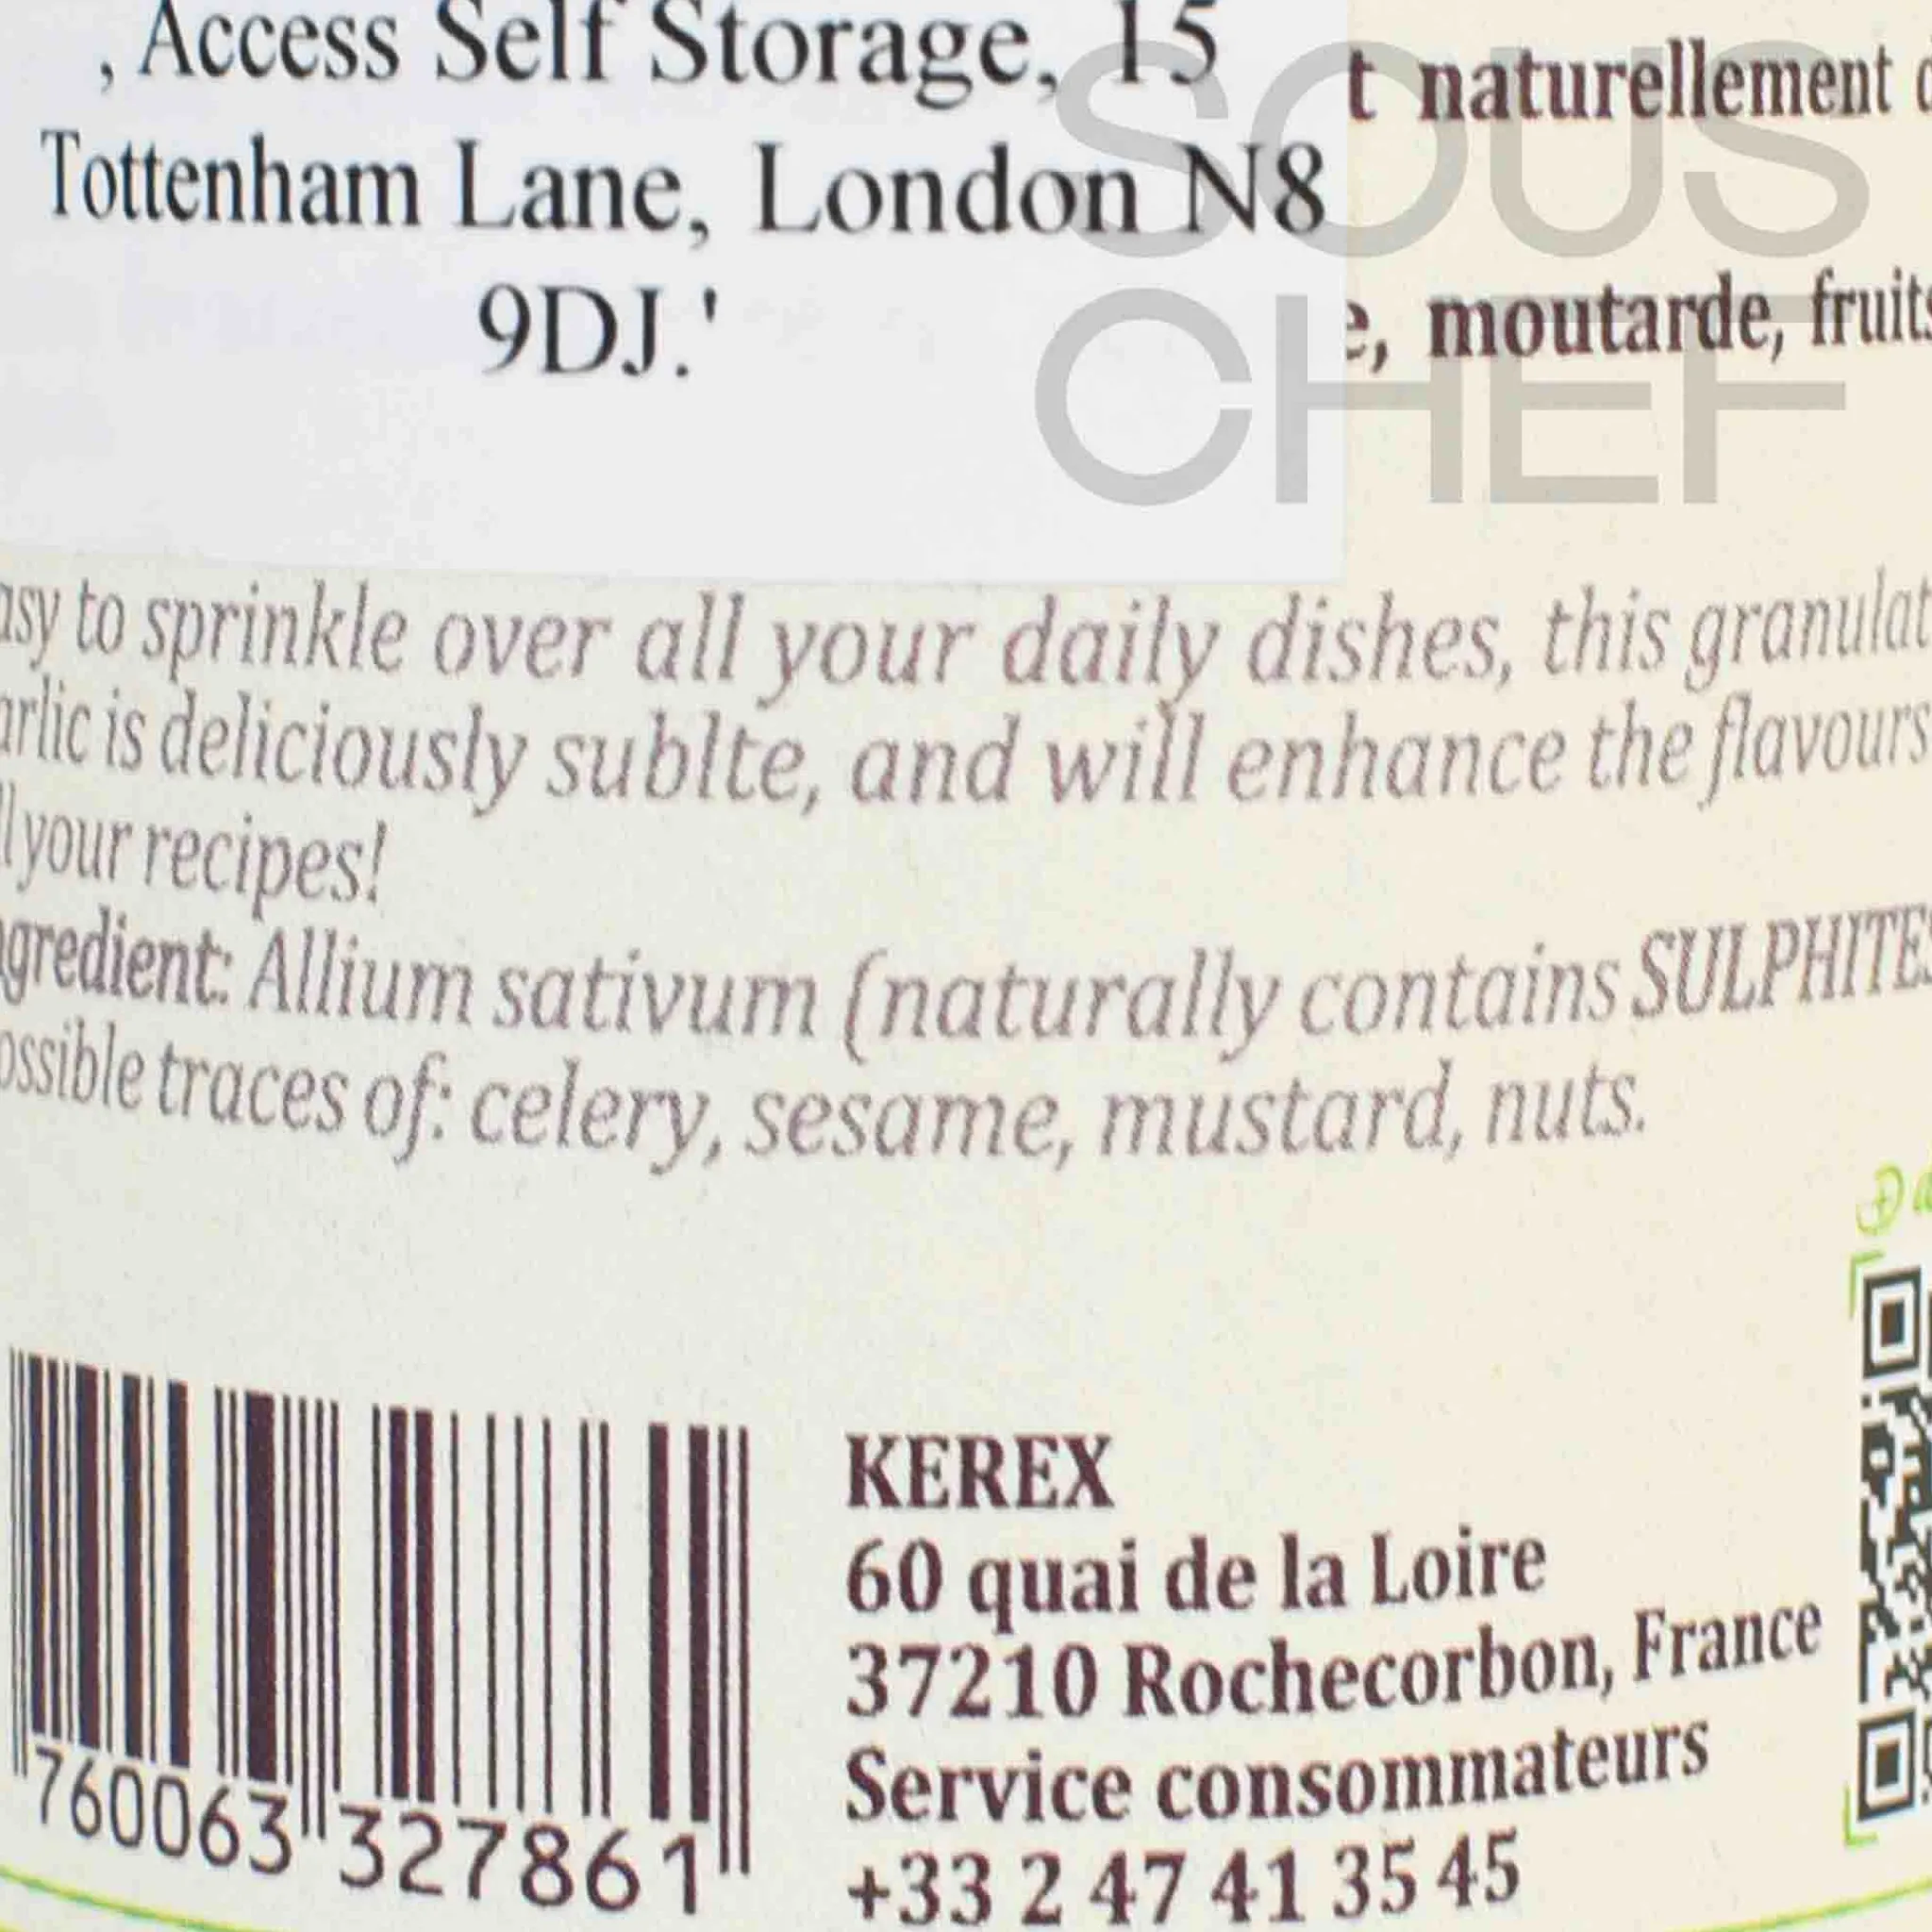 , Access Self Storage, 15
Tottenham Lane, London N8
9DJ.'
SOUS
CHEF
t naturellement
e, moutarde, fruits
asy to sprinkle over all your daily dishes, this granulat
arlic is deliciously sublte, and will enhance the flavours
ll your recipes!
ngredient: Allium sativum (naturally contains SULPHITES
ossible traces of: celery, sesame, mustard, nuts.
760063 327861
KEREX
60 quai de la Loire
37210 Rochecorbon, France
Service consommateurs
+33 2 47 41 35 45